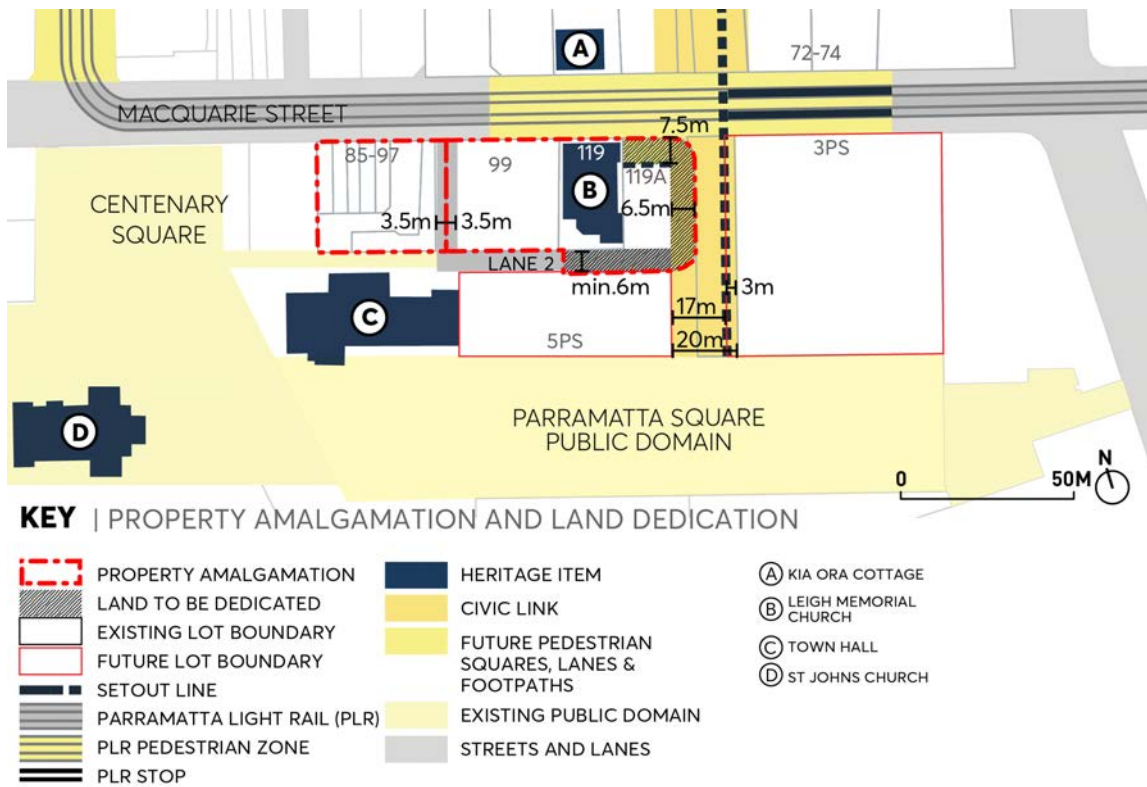 A
72-74
MACQUARIE STREET
7.5m
85-97
99
119
3PS
119A
B
CENTENARY
SQUARE
6.5m
3.5m
3.5m
LANE 2
min.6m
3m
17m
C
5PS
20m
D
PARRAMATTA SQUARE
PUBLIC DOMAIN
0
50M
N
KEY | PROPERTY AMALGAMATION AND LAND DEDICATION
PROPERTY AMALGAMATION
LAND TO BE DEDICATED
EXISTING LOT BOUNDARY
FUTURE LOT BOUNDARY
SETOUT LINE
PARRAMATTA LIGHT RAIL (PLR)
PLR PEDESTRIAN ZONE
PLR STOP
HERITAGE ITEM
CIVIC LINK
FUTURE PEDESTRIAN
SQUARES, LANES &
FOOTPATHS
EXISTING PUBLIC DOMAIN
STREETS AND LANES
A KIA ORA COTTAGE
B LEIGH MEMORIAL
CHURCH
C TOWN HALL
D ST JOHNS CHURCH